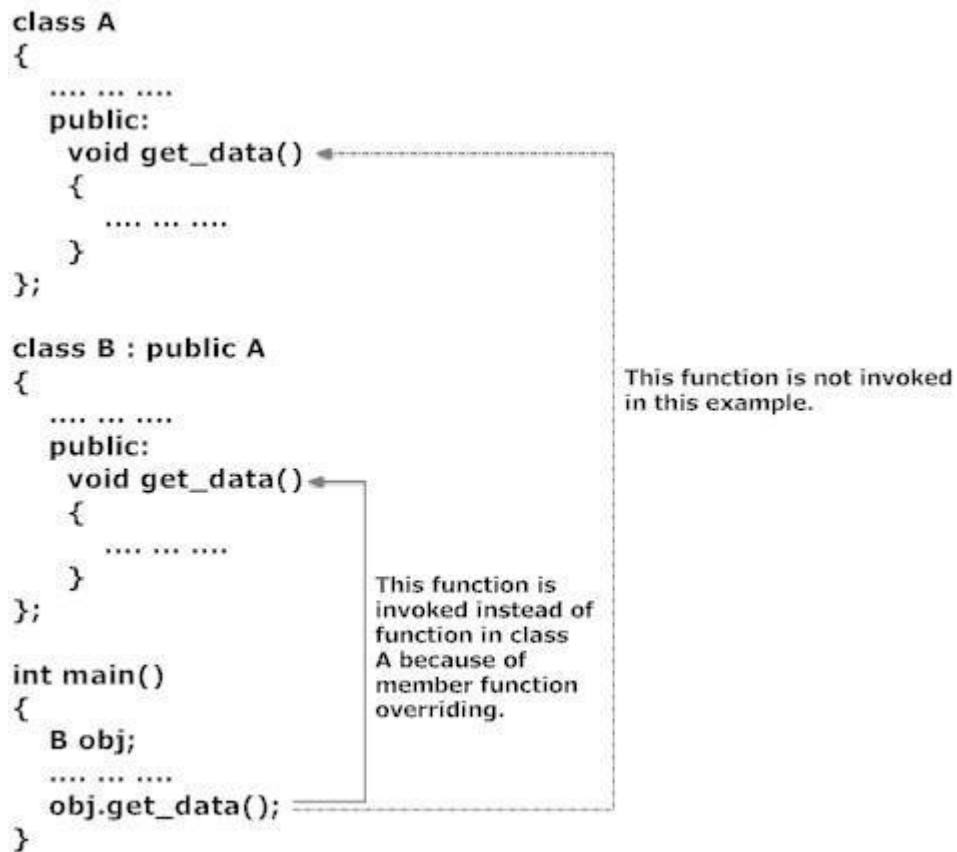 class A
{
.... ... ....
public:
void get_data()
{
.... ... ....
}
};
class B : public A
{
.... ... ....
public:
void get_data()
{
.... ... ....
}
};
int main()
{
B obj;
.... ... ....
obj.get_data();
}
This function is not invoked
in this example.
This function is
invoked instead of
function in class
A because of
member function
overriding.